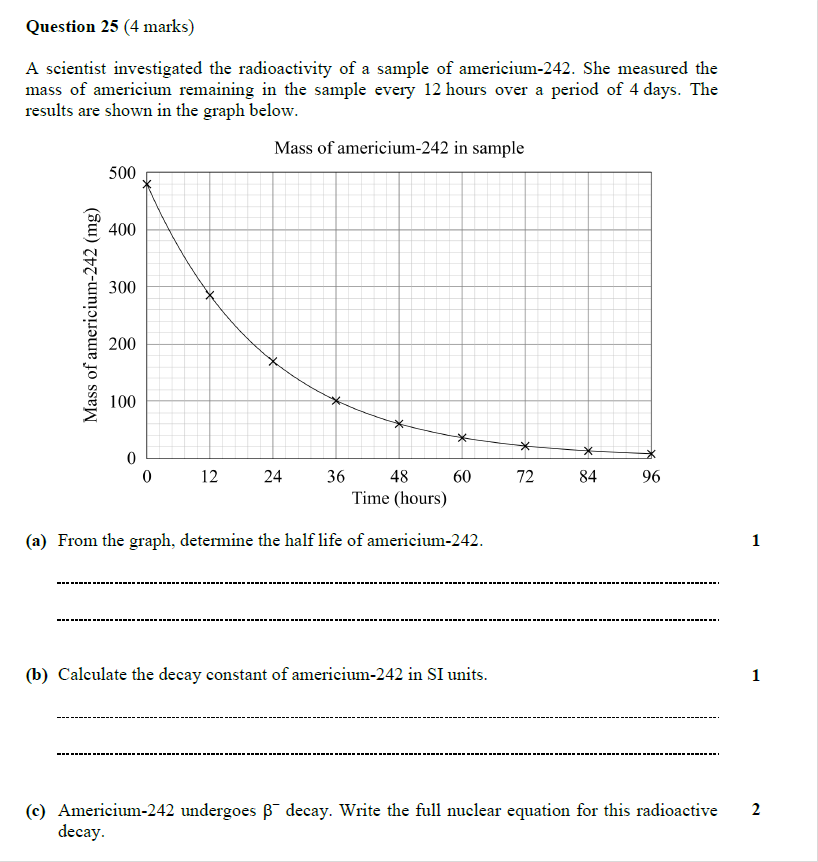 Question 25 (4 marks)
A scientist investigated the radioactivity of a sample of americium-242. She measured the
mass of americium remaining in the sample every 12 hours over a period of 4 days. The
results are shown in the graph below.
Mass of americium-242 in sample
Mass of americium-242 (mg)
500
400
300
200
100
0
0 12 24 36 48 60 72 84 96
Time (hours)
(a) From the graph, determine the half life of americium-242. 1
(b) Calculate the decay constant of americium-242 in SI units. 1
(c) Americium-242 undergoes β⁻ decay. Write the full nuclear equation for this radioactive 2
decay.